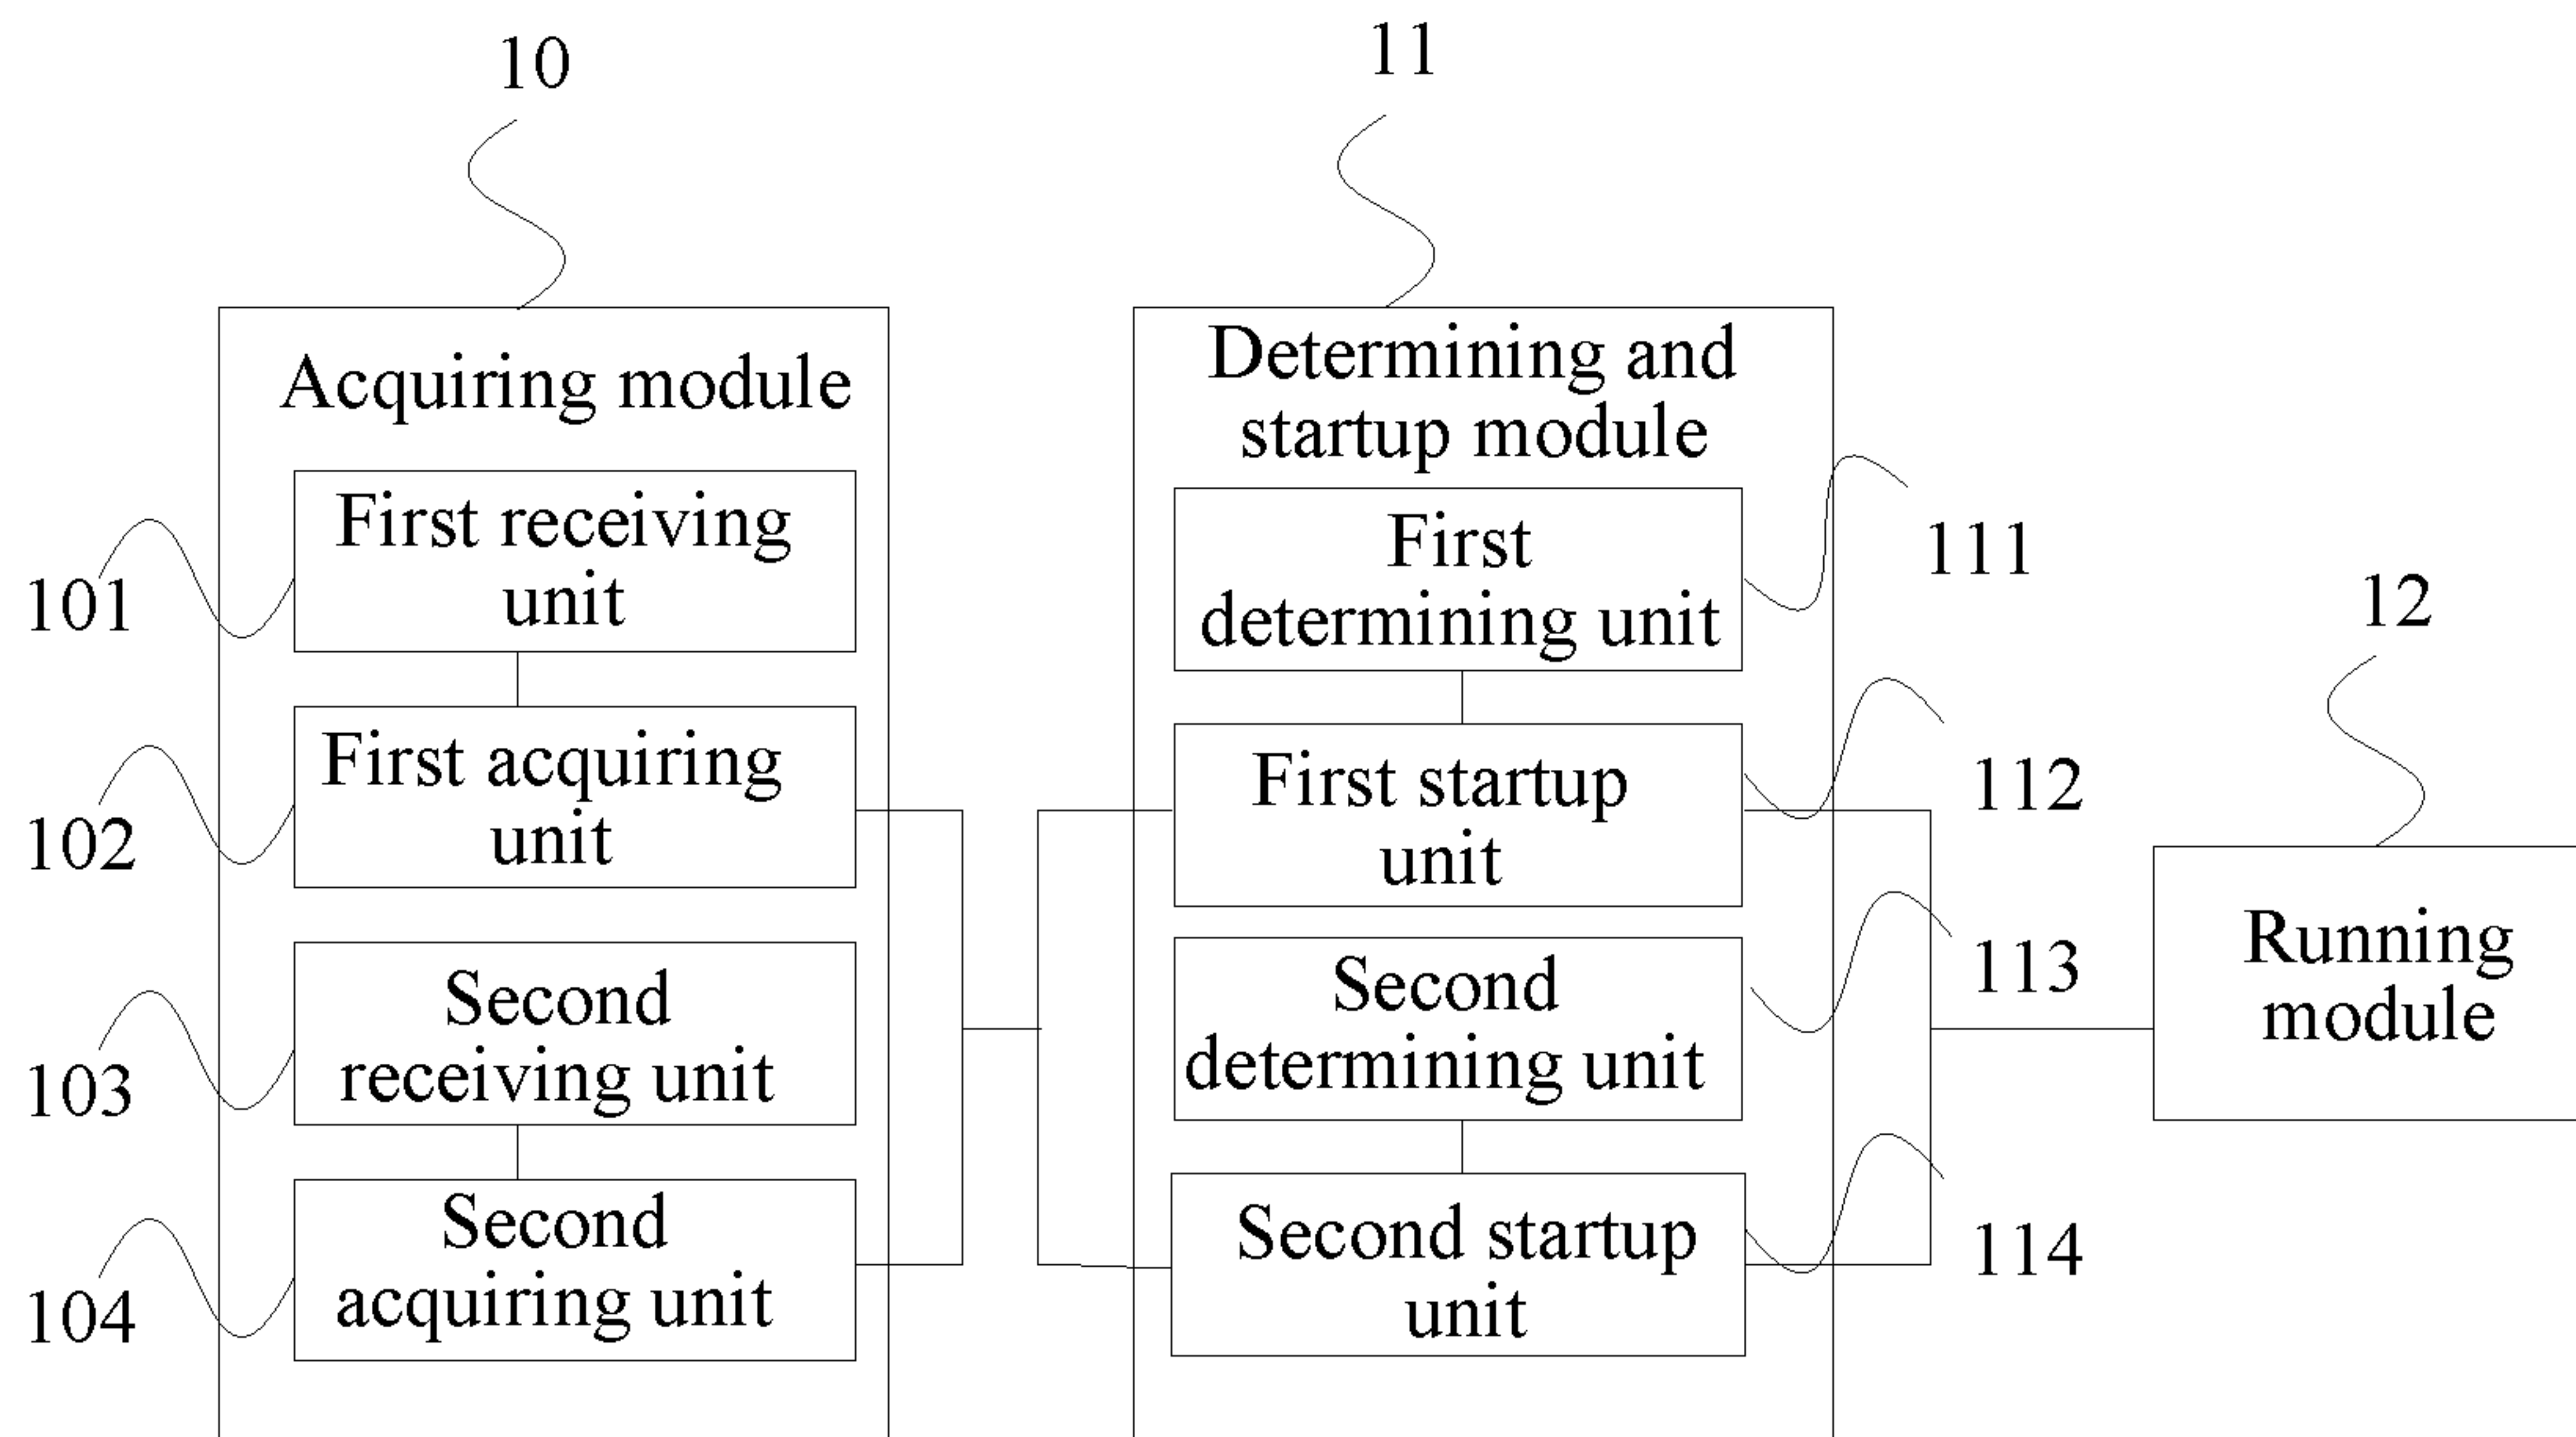 10
11
Acquiring module
Determining and
startup module
First receiving
unit
101
First
determining unit
111
12
First acquiring
unit
102
First startup
unit
112
Second
receiving unit
103
Second
determining unit
113
Running
module
Second
acquiring unit
104
Second startup
unit
114